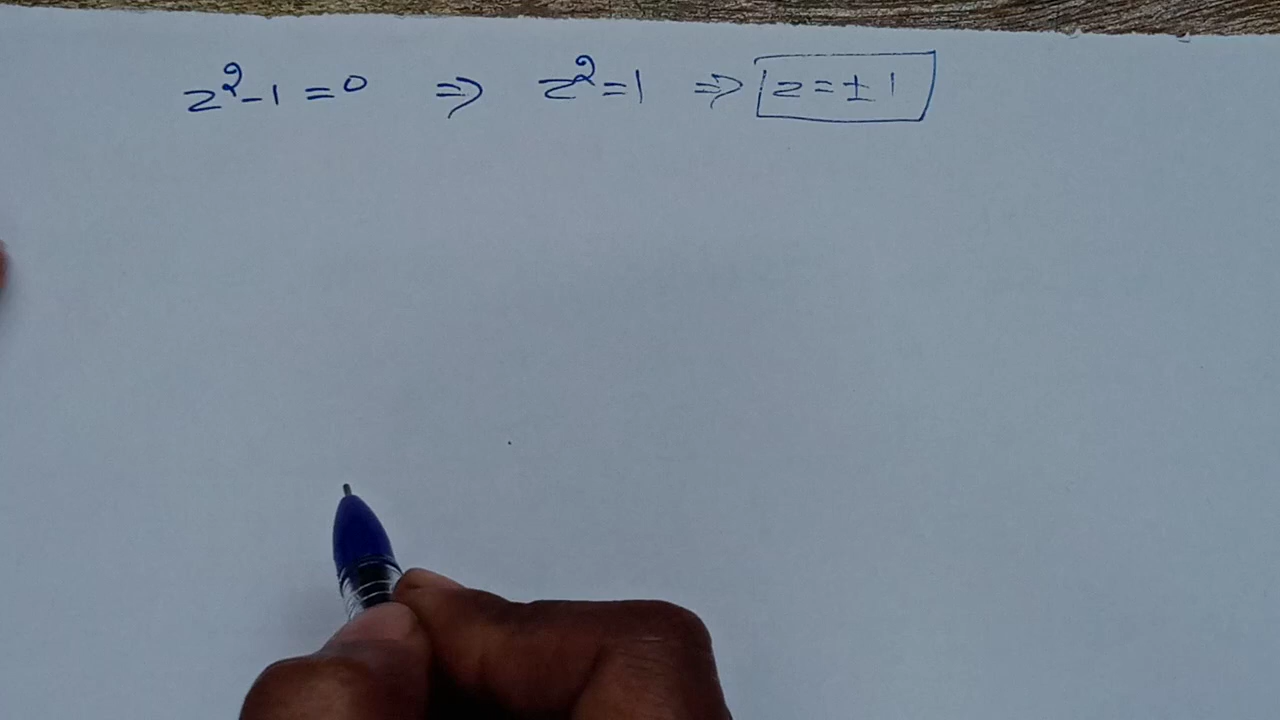 z² - 1 = 0 ⇒ z² = 1 ⇒ z = ± 1